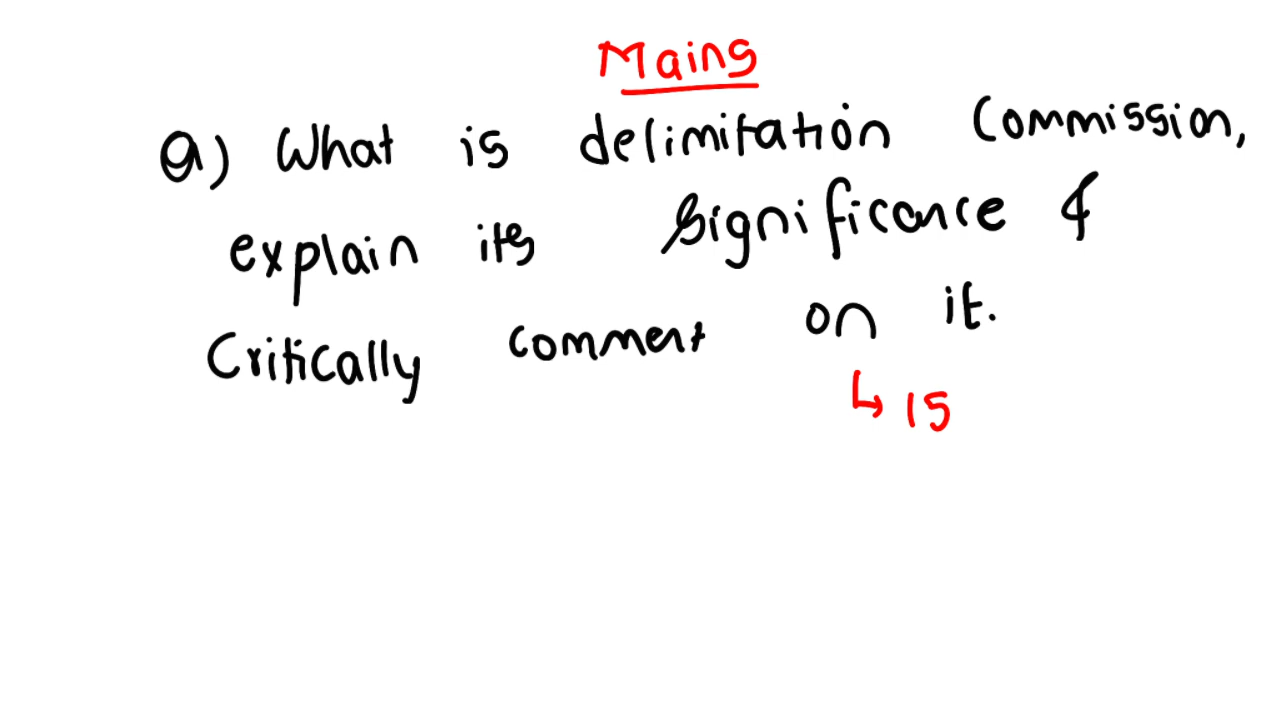 Mains
Q) What is delimitation Commission,
explain its significance &
Critically comment on it.
↳ 15